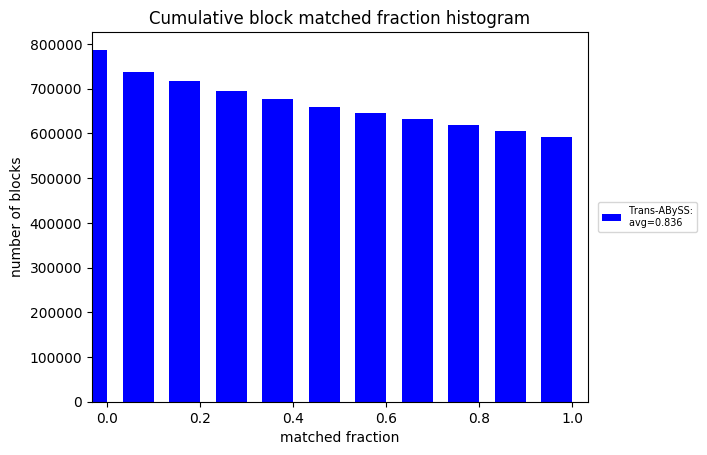 Cumulative block matched fraction histogram
800000
700000
600000
500000
400000
300000
200000
100000
0
number of blocks
0.0 0.2 0.4 0.6 0.8 1.0
matched fraction
Trans-ABySS:
avg=0.836